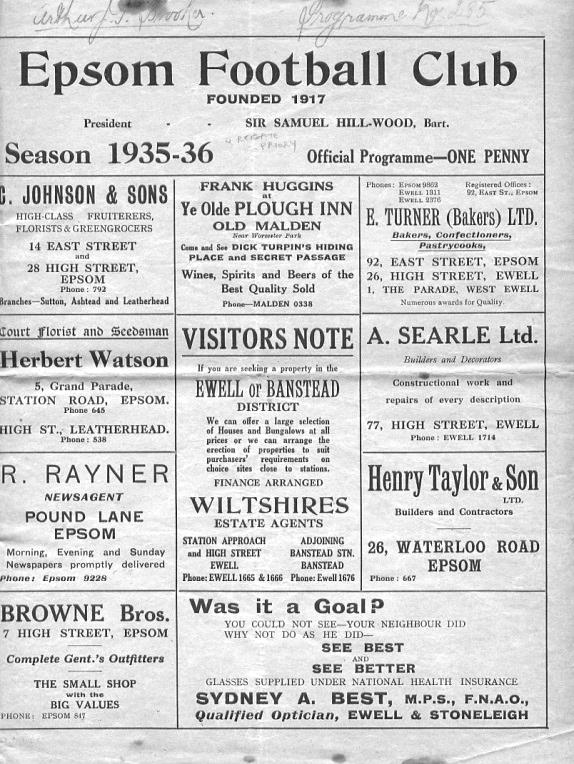 Arthur J. T. Brooker.
Programme No. 285
Epsom Football Club
FOUNDED 1917
President - - SIR SAMUEL HILL-WOOD, Bart.
v REIGATE
PRIORY
Season 1935-36 Official Programme—ONE PENNY
C. JOHNSON & SONS
HIGH-CLASS FRUITERERS,
FLORISTS & GREENGROCERS
14 EAST STREET
and
28 HIGH STREET,
EPSOM
Phone : 792
Branches—Sutton, Ashtead and Leatherhead
FRANK HUGGINS
at
Ye Olde PLOUGH INN
OLD MALDEN
Near Worcester Park
Come and See DICK TURPIN'S HIDING
PLACE and SECRET PASSAGE
Wines, Spirits and Beers of the
Best Quality Sold
Phone—MALDEN 0338
Phones: EPSOM 9862
EWELL 1311
EWELL 2376
Registered Offices:
92, EAST ST., EPSOM
E. TURNER (Bakers) LTD.
Bakers, Confectioners,
Pastrycooks,
92, EAST STREET, EPSOM
26, HIGH STREET, EWELL
1, THE PARADE, WEST EWELL
Numerous awards for Quality.
Court Florist and Seedsman
Herbert Watson
5, Grand Parade,
STATION ROAD, EPSOM.
Phone 645
HIGH ST., LEATHERHEAD.
Phone : 538
VISITORS NOTE
If you are seeking a property in the
EWELL or BANSTEAD
DISTRICT
We can offer a large selection
of Houses and Bungalows at all
prices or we can arrange the
erection of properties to suit
purchasers' requirements on
choice sites close to stations.
FINANCE ARRANGED
WILTSHIRES
ESTATE AGENTS
STATION APPROACH
and HIGH STREET
EWELL
Phone: EWELL 1665 & 1666
ADJOINING
BANSTEAD STN.
BANSTEAD
Phone: Ewell 1676
A. SEARLE Ltd.
Builders and Decorators
Constructional work and
repairs of every description
77, HIGH STREET, EWELL
Phone : EWELL 1714
R. RAYNER
NEWSAGENT
POUND LANE
EPSOM
Morning, Evening and Sunday
Newspapers promptly delivered
Phone: Epsom 9228
Henry Taylor & Son
LTD.
Builders and Contractors
26, WATERLOO ROAD
EPSOM
Phone : 667
BROWNE Bros.
7 HIGH STREET, EPSOM
Complete Gent.'s Outfitters
THE SMALL SHOP
with the
BIG VALUES
PHONE: EPSOM 847
Was it a Goal?
YOU COULD NOT SEE—YOUR NEIGHBOUR DID
WHY NOT DO AS HE DID—
SEE BEST
AND
SEE BETTER
GLASSES SUPPLIED UNDER NATIONAL HEALTH INSURANCE
SYDNEY A. BEST, M.P.S., F.N.A.O.,
Qualified Optician, EWELL & STONELEIGH